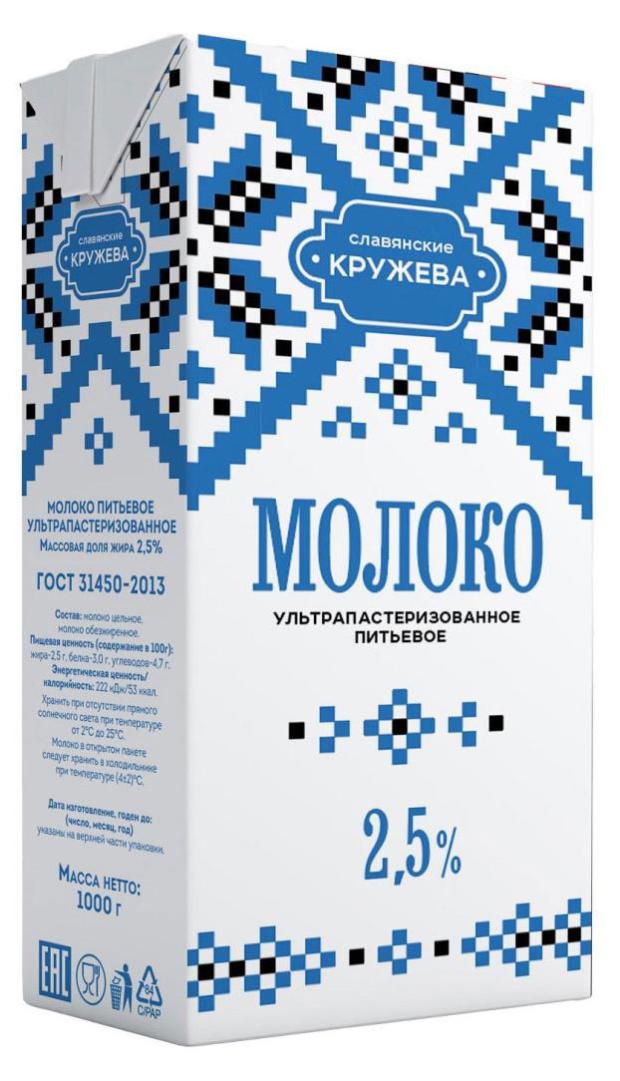 славянские
КРУЖЕВА
МОЛОКО
УЛЬТРАПАСТЕРИЗОВАННОЕ
ПИТЬЕВОЕ
2,5%
славянские
КРУЖЕВА
МОЛОКО ПИТЬЕВОЕ
УЛЬТРАПАСТЕРИЗОВАННОЕ
Массовая доля жира 2,5%
ГОСТ 31450-2013
Состав: молоко цельное,
молоко обезжиренное.
Пищевая ценность (содержание в 100г):
жира-2,5 г, белка-3,0 г, углеводов-4,7 г.
Энергетическая ценность/
калорийность: 222 кДж/53 ккал.
Хранить при отсутствии прямого
солнечного света при температуре
от 2°С до 25°С.
Молоко в открытом пакете
следует хранить в холодильнике
при температуре (4±2)°С.
Дата изготовление, годен до:
(число, месяц, год)
указаны на верхней части упаковки.
Масса нетто:
1000 г
EAC
84
C/PAP